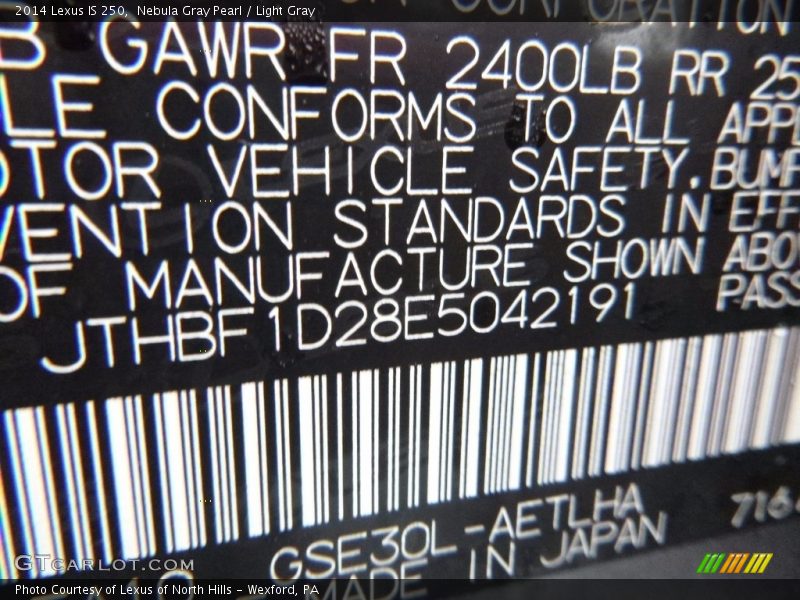 2014 Lexus IS 250, Nebula Gray Pearl / Light Gray
GAWR FR 2400LB RR 25
LE CONFORMS TO ALL APPL
OTOR VEHICLE SAFETY, BUMP
VENTION STANDARDS IN EFF
OF MANUFACTURE SHOWN ABO
JTHBF1D28E5042191 PASS
GSE30L-AETLHA 716
MADE IN JAPAN
GTCARLOT.COM
Photo Courtesy of Lexus of North Hills - Wexford, PA